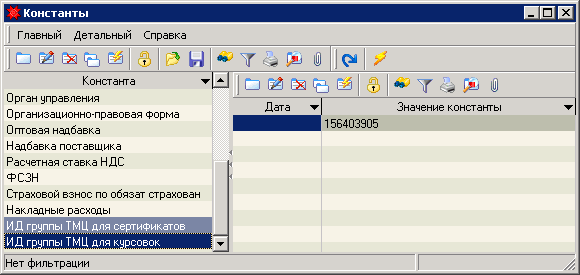 Константы
Главный Детальный Справка
Константа
Орган управления
Организационно-правовая форма
Оптовая надбавка
Надбавка поставщика
Расчетная ставка НДС
ФСЗН
Страховой взнос по обязат страхован
Накладные расходы
ИД группы ТМЦ для сертификатов
ИД группы ТМЦ для курсовок
Дата Значение константы
156403905
Нет фильтрации